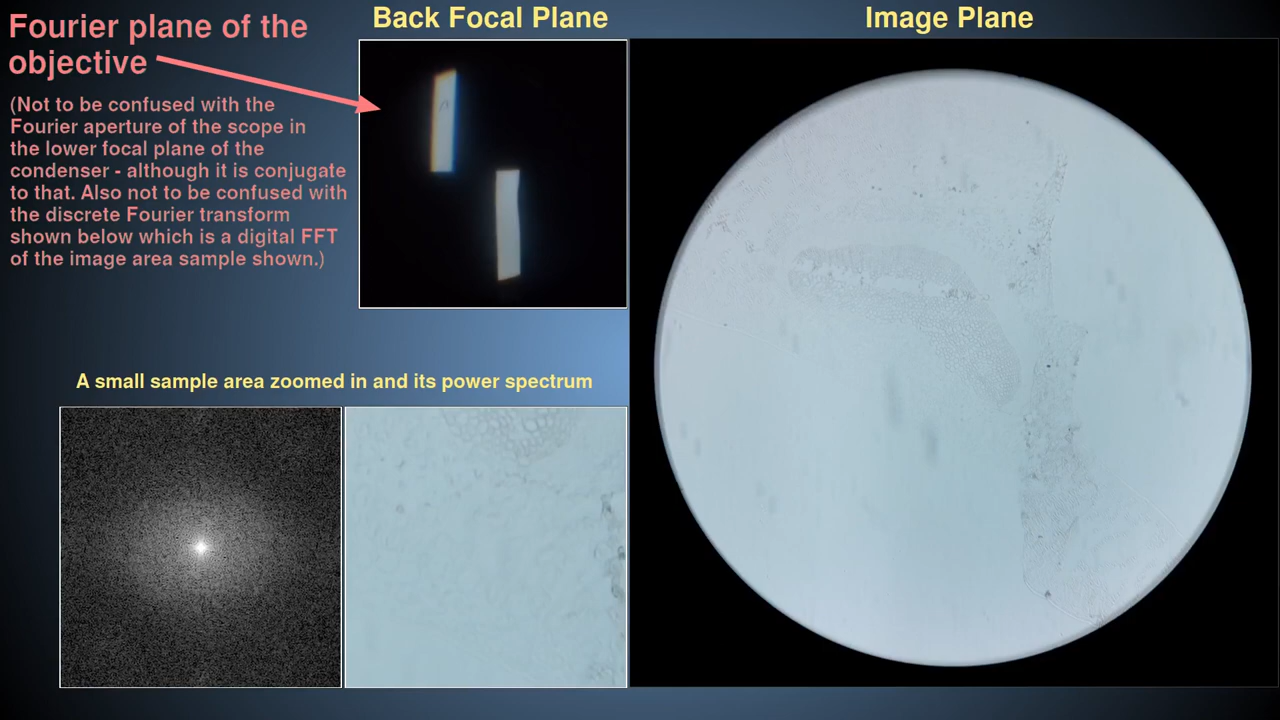 Fourier plane of the
objective
(Not to be confused with the
Fourier aperture of the scope in
the lower focal plane of the
condenser - although it is conjugate
to that. Also not to be confused with
the discrete Fourier transform
shown below which is a digital FFT
of the image area sample shown.)
Back Focal Plane
Image Plane
A small sample area zoomed in and its power spectrum